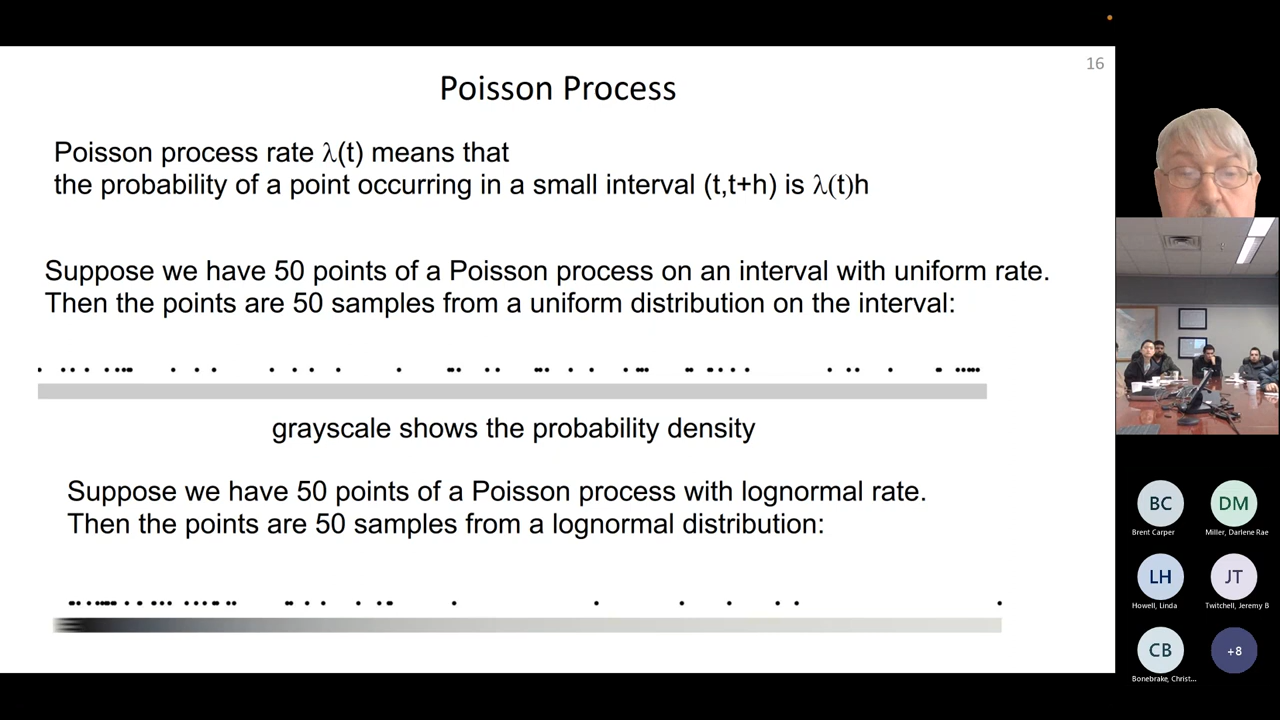 16
Poisson Process
Poisson process rate λ(t) means that
the probability of a point occurring in a small interval (t,t+h) is λ(t)h
Suppose we have 50 points of a Poisson process on an interval with uniform rate.
Then the points are 50 samples from a uniform distribution on the interval:
grayscale shows the probability density
Suppose we have 50 points of a Poisson process with lognormal rate.
Then the points are 50 samples from a lognormal distribution:
BC
Brent Carper
DM
Miller, Darlene Rae
LH
Howell, Linda
JT
Twitchell, Jeremy B
CB
Bonebrake, Christ...
+8